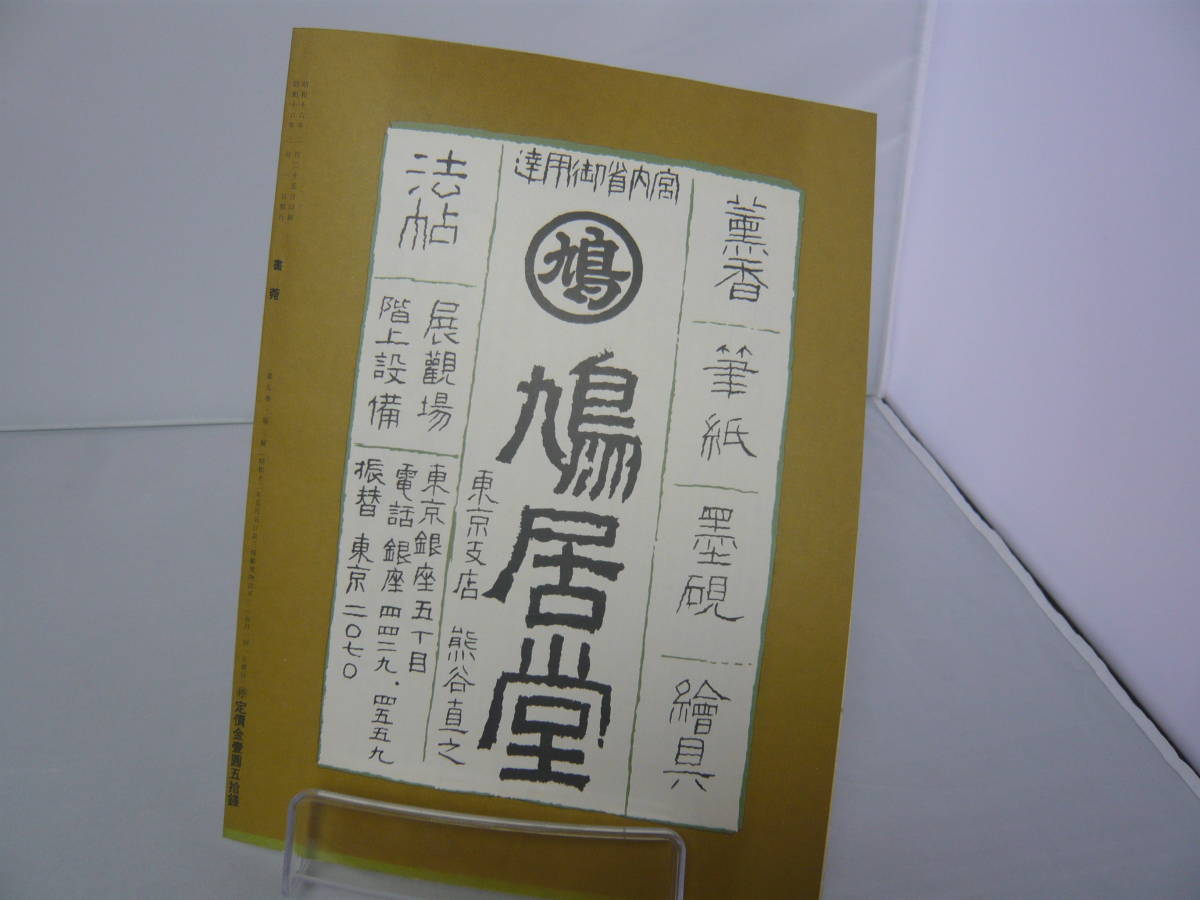 薫香
筆紙
墨硯
繪具
宮内省御用達
鳩
鳩居堂
東京支店 熊谷直之
法帖
展觀場
階上設備
東京銀座五丁目
電話 銀座 四四二九.四五五九
振替 東京 二〇七〇
書苑
定價金壹圓五拾錢